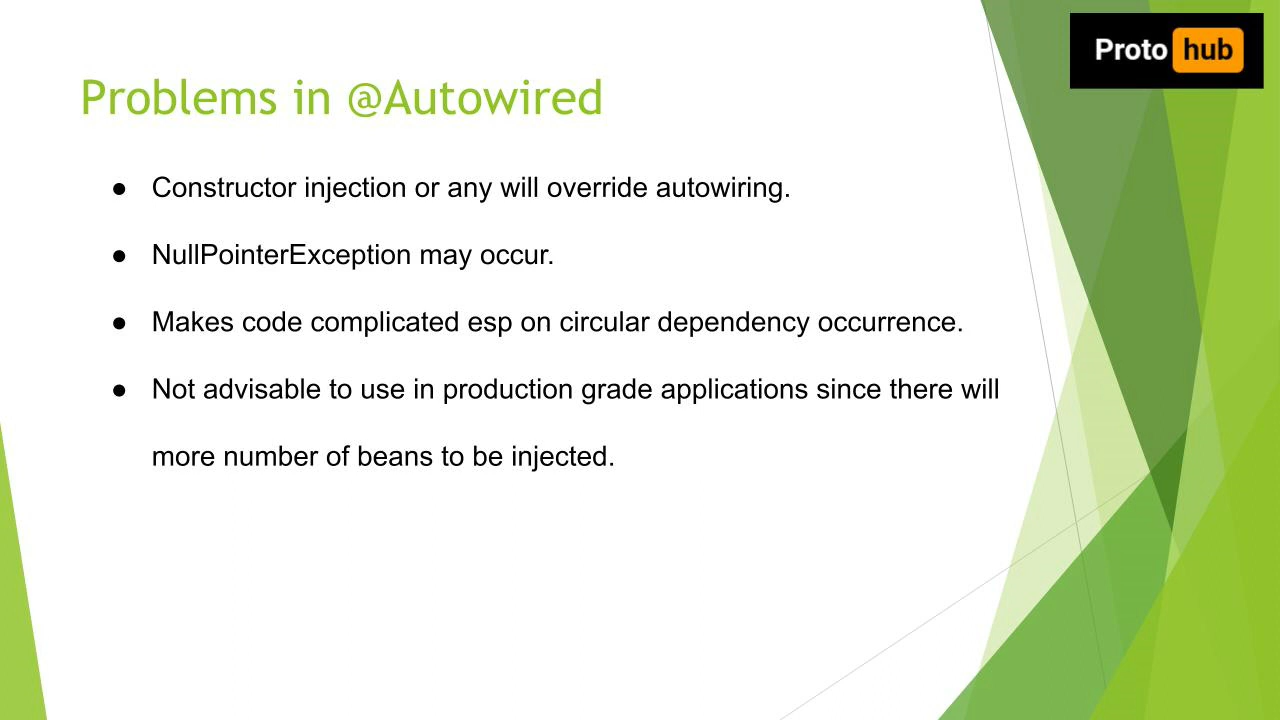 Proto hub
Problems in @Autowired
● Constructor injection or any will override autowiring.
● NullPointerException may occur.
● Makes code complicated esp on circular dependency occurrence.
● Not advisable to use in production grade applications since there will
more number of beans to be injected.